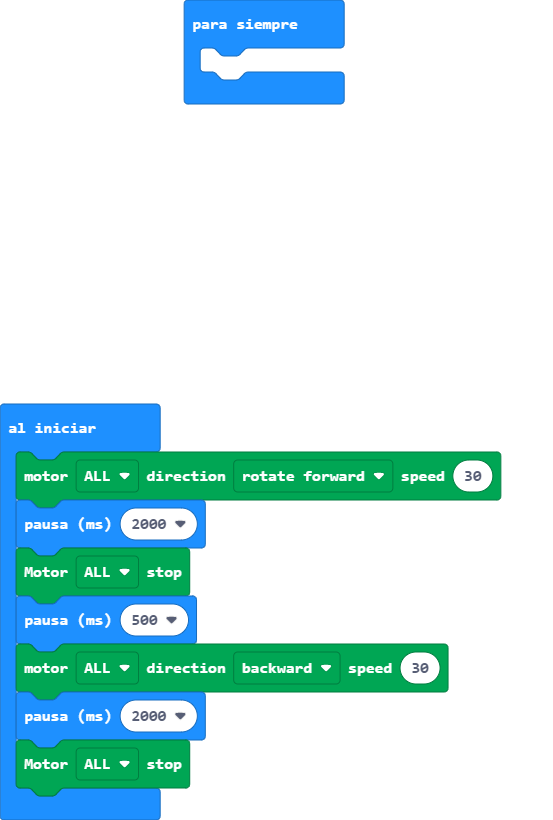 para siempre
al iniciar
motor ALL direction rotate forward speed 30
pausa (ms) 2000
Motor ALL stop
pausa (ms) 500
motor ALL direction backward speed 30
pausa (ms) 2000
Motor ALL stop